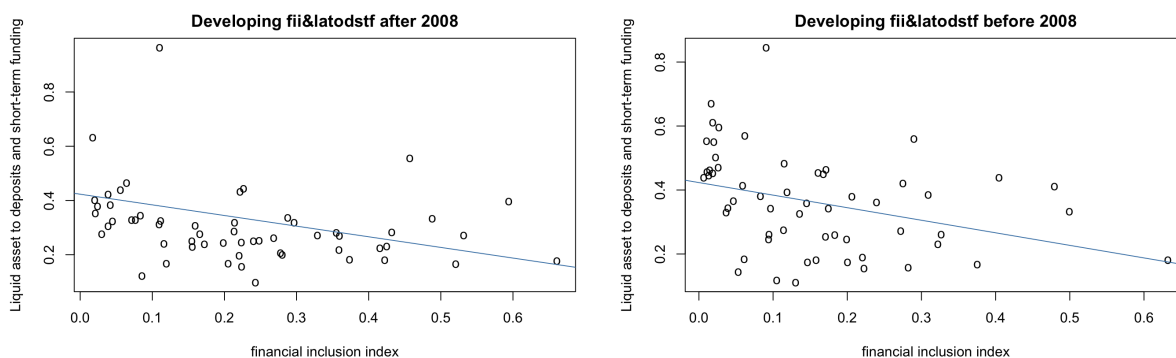 Developing fii&latodstf after 2008
Liquid asset to deposits and short-term funding
0.8
0.6
0.4
0.2
0.0 0.1 0.2 0.3 0.4 0.5 0.6
financial inclusion index
Developing fii&latodstf before 2008
Liquid asset to deposits and short-term funding
0.8
0.6
0.4
0.2
0.0 0.1 0.2 0.3 0.4 0.5 0.6
financial inclusion index